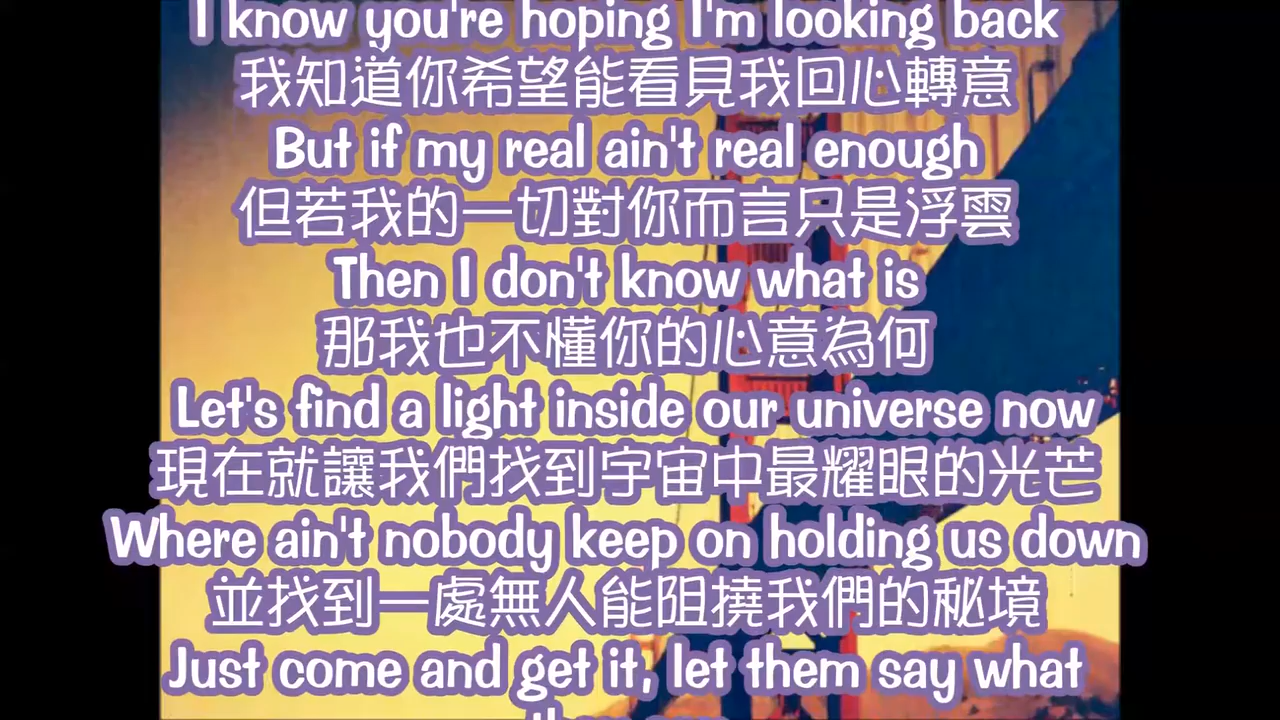 I know you're hoping I'm looking back
我知道你希望能看見我回心轉意
But if my real ain't real enough
但若我的一切對你而言只是浮雲
Then I don't know what is
那我也不懂你的心意為何
Let's find a light inside our universe now
現在就讓我們找到宇宙中最耀眼的光芒
Where ain't nobody keep on holding us down
並找到一處無人能阻撓我們的秘境
Just come and get it, let them say what